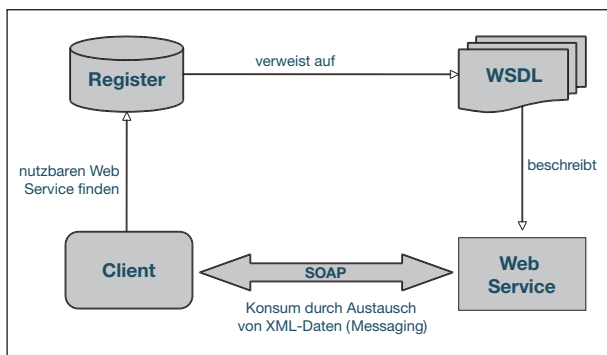 Register
verweist auf
WSDL
nutzbaren Web
Service finden
beschreibt
Client
SOAP
Web
Service
Konsum durch Austausch
von XML-Daten (Messaging)